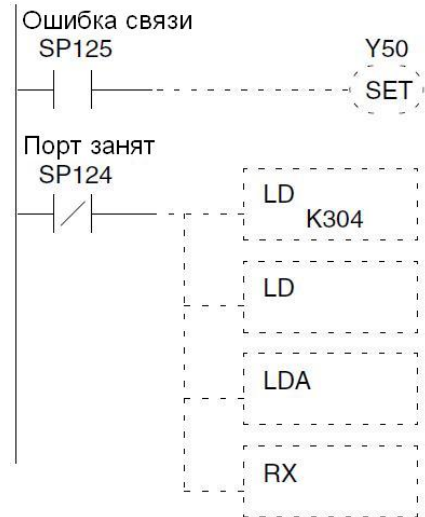 Ошибка связи
SP125 Y50
SET
Порт занят
SP124
LD
K304
LD
LDA
RX